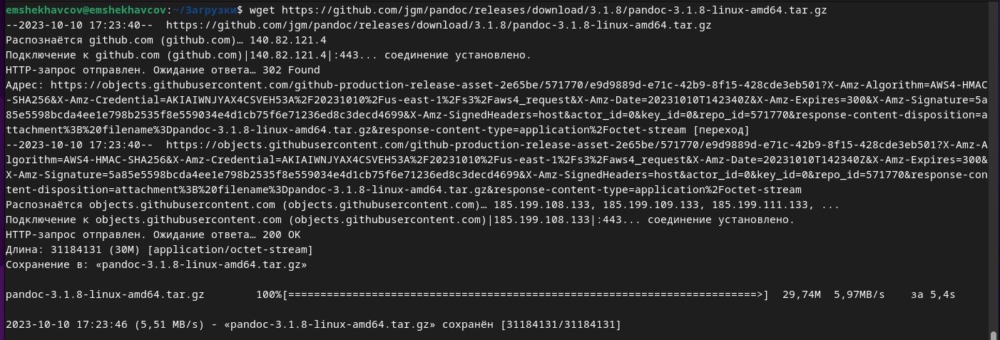 emshekhavcov@emshekhavcov:~/Загрузки$ wget https://github.com/jgm/pandoc/releases/download/3.1.8/pandoc-3.1.8-linux-amd64.tar.gz
--2023-10-10 17:23:40--  https://github.com/jgm/pandoc/releases/download/3.1.8/pandoc-3.1.8-linux-amd64.tar.gz
Распознаётся github.com (github.com)… 140.82.121.4
Подключение к github.com (github.com)|140.82.121.4|:443... соединение установлено.
HTTP-запрос отправлен. Ожидание ответа… 302 Found
Адрес: https://objects.githubusercontent.com/github-production-release-asset-2e65be/571770/e9d9889d-e71c-42b9-8f15-428cde3eb501?X-Amz-Algorithm=AWS4-HMAC
-SHA256&X-Amz-Credential=AKIAIWNJYAX4CSVEH53A%2F20231010%2Fus-east-1%2Fs3%2Faws4_request&X-Amz-Date=20231010T142340Z&X-Amz-Expires=300&X-Amz-Signature=5a
85e5598bcda4ee1e798b2535f8e559034e4d1cb75f6e71236ed8c3decd4699&X-Amz-SignedHeaders=host&actor_id=0&key_id=0&repo_id=571770&response-content-disposition=a
ttachment%3B%20filename%3Dpandoc-3.1.8-linux-amd64.tar.gz&response-content-type=application%2Foctet-stream [переход]
--2023-10-10 17:23:40--  https://objects.githubusercontent.com/github-production-release-asset-2e65be/571770/e9d9889d-e71c-42b9-8f15-428cde3eb501?X-Amz-A
lgorithm=AWS4-HMAC-SHA256&X-Amz-Credential=AKIAIWNJYAX4CSVEH53A%2F20231010%2Fus-east-1%2Fs3%2Faws4_request&X-Amz-Date=20231010T142340Z&X-Amz-Expires=300&
X-Amz-Signature=5a85e5598bcda4ee1e798b2535f8e559034e4d1cb75f6e71236ed8c3decd4699&X-Amz-SignedHeaders=host&actor_id=0&key_id=0&repo_id=571770&response-con
tent-disposition=attachment%3B%20filename%3Dpandoc-3.1.8-linux-amd64.tar.gz&response-content-type=application%2Foctet-stream
Распознаётся objects.githubusercontent.com (objects.githubusercontent.com)… 185.199.108.133, 185.199.109.133, 185.199.111.133, ...
Подключение к objects.githubusercontent.com (objects.githubusercontent.com)|185.199.108.133|:443... соединение установлено.
HTTP-запрос отправлен. Ожидание ответа… 200 OK
Длина: 31184131 (30M) [application/octet-stream]
Сохранение в: «pandoc-3.1.8-linux-amd64.tar.gz»
pandoc-3.1.8-linux-amd64.tar.gz        100%[=========================================================================>]  29,74M  5,97MB/s    за 5,4s
2023-10-10 17:23:46 (5,51 MB/s) - «pandoc-3.1.8-linux-amd64.tar.gz» сохранён [31184131/31184131]